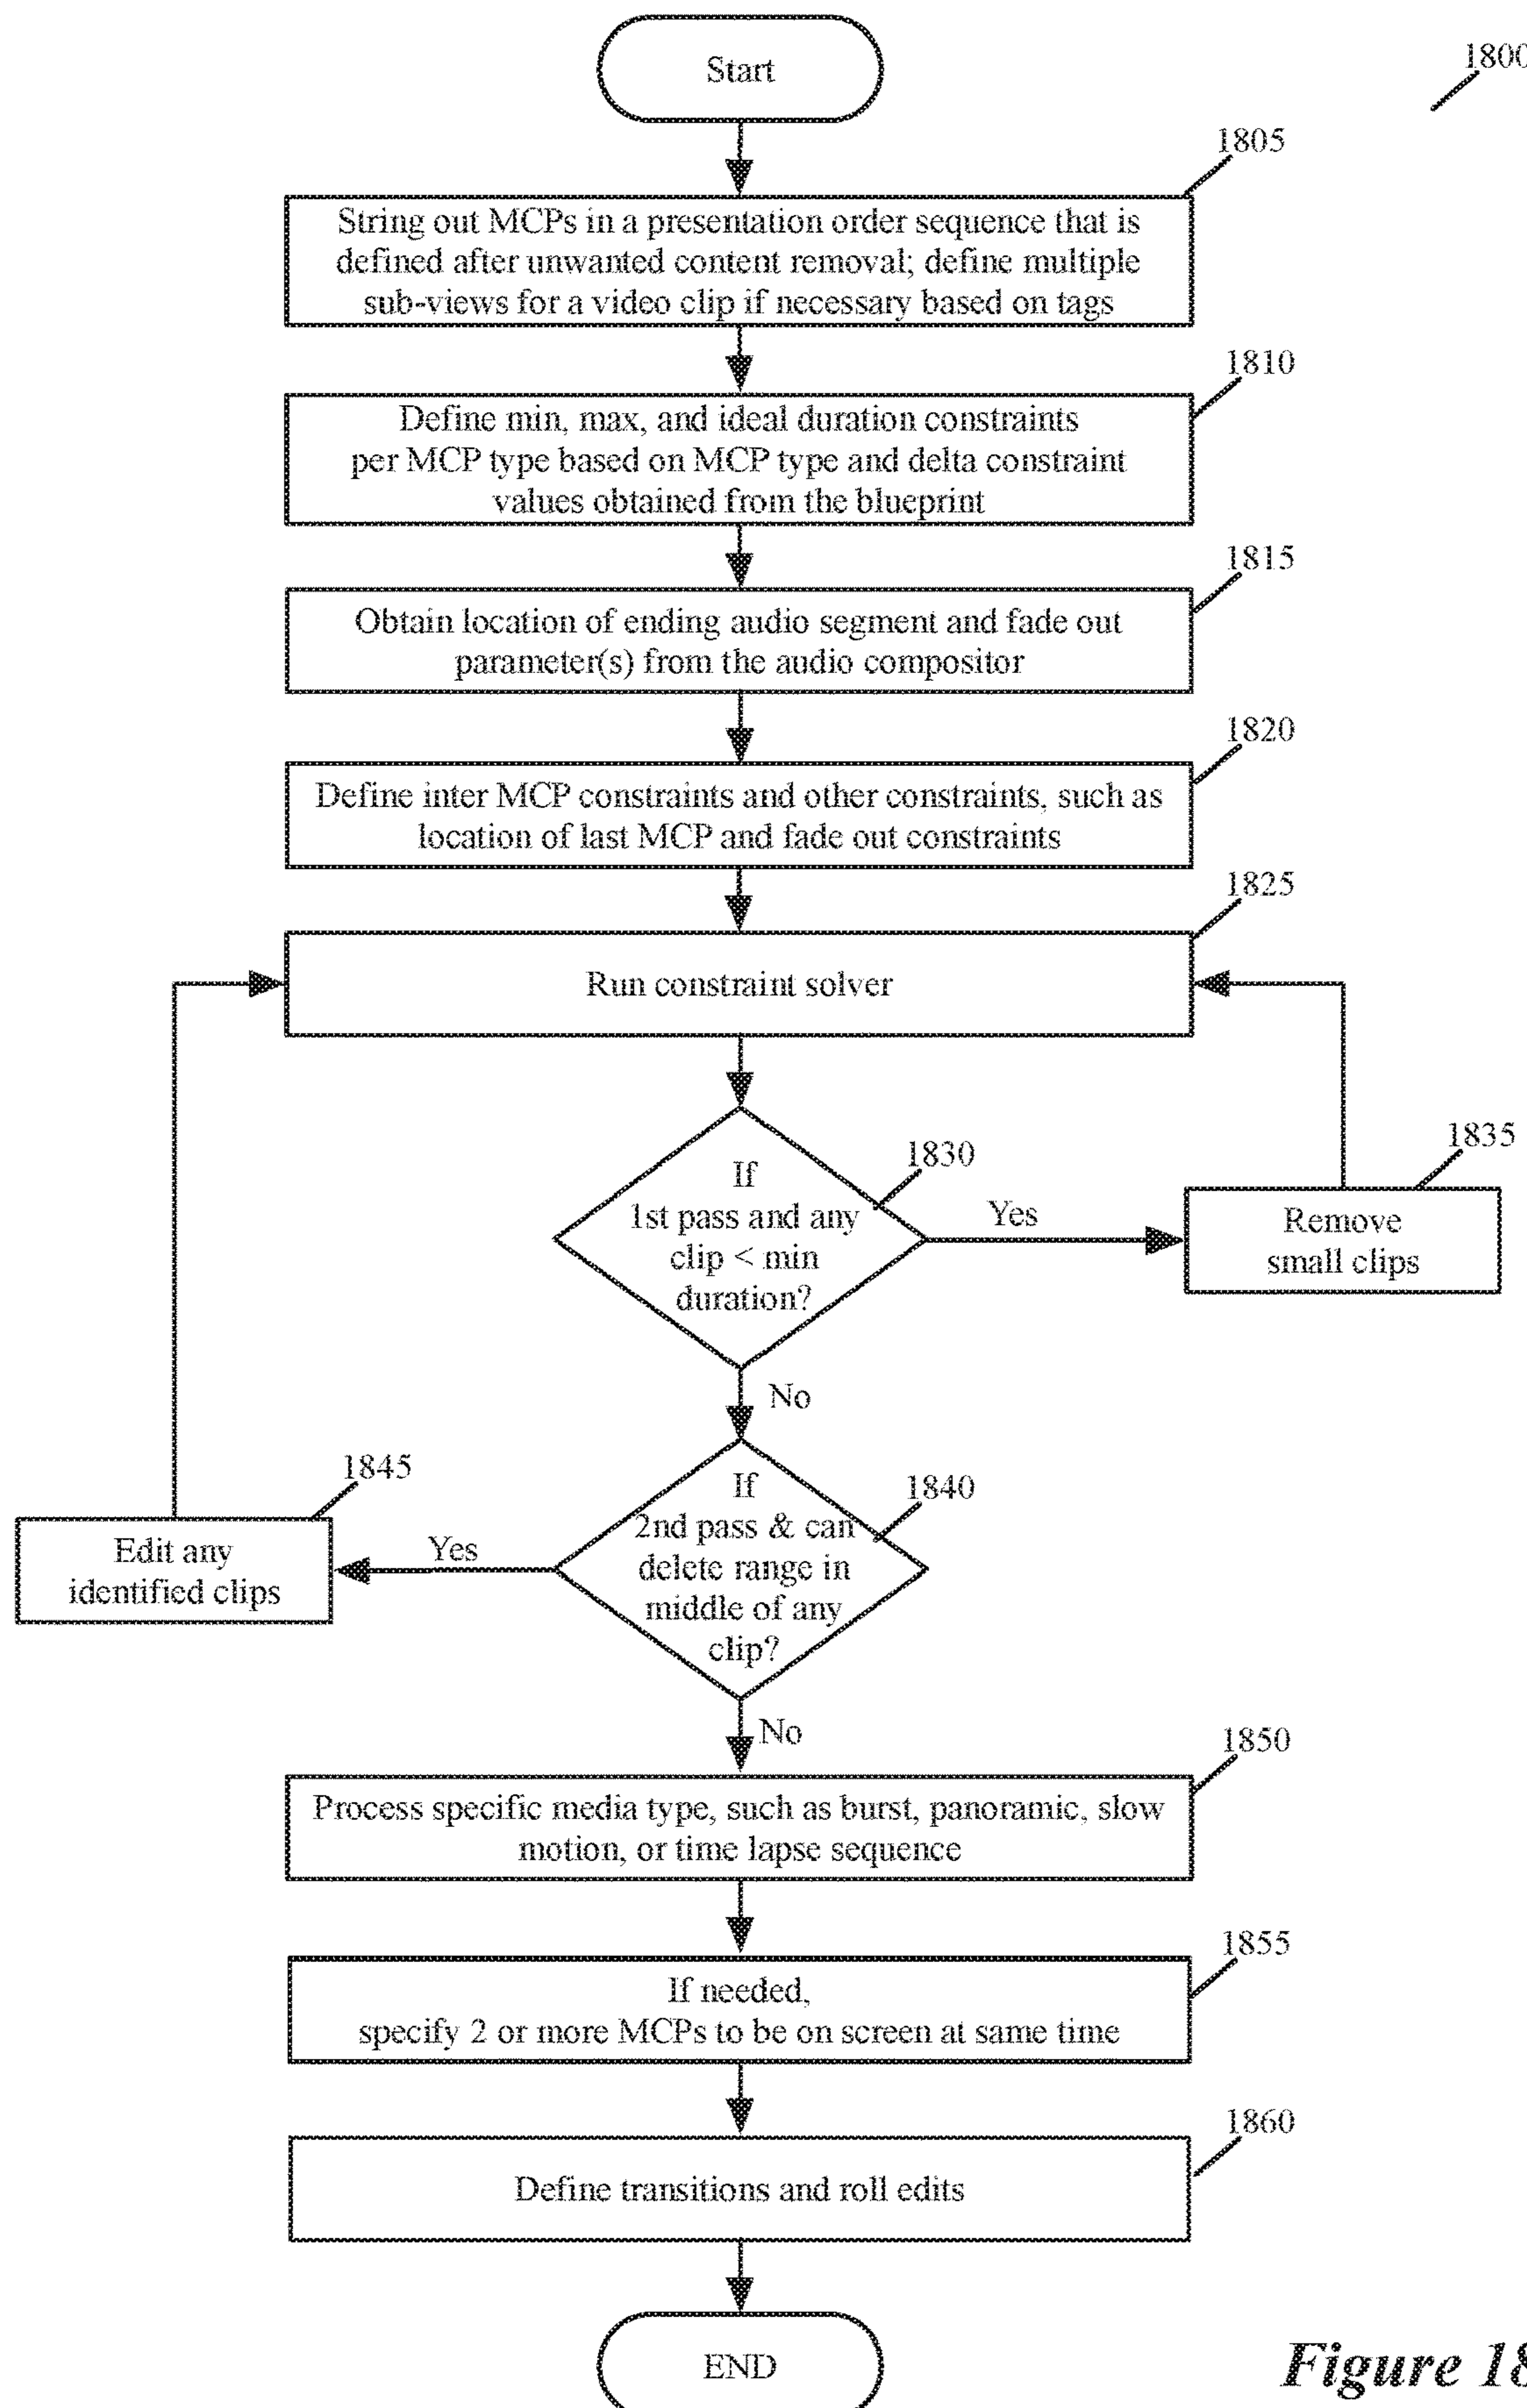 Start
1800
1805
String out MCPs in a presentation order sequence that is
defined after unwanted content removal; define multiple
sub-views for a video clip if necessary based on tags
1810
Define min, max, and ideal duration constraints
per MCP type based on MCP type and delta constraint
values obtained from the blueprint
1815
Obtain location of ending audio segment and fade out
parameter(s) from the audio compositor
1820
Define inter MCP constraints and other constraints, such as
location of last MCP and fade out constraints
1825
Run constraint solver
1830
If
1st pass and any
clip < min
duration?
Yes
1835
Remove
small clips
No
1840
If
2nd pass & can
delete range in
middle of any
clip?
Yes
1845
Edit any
identified clips
No
1850
Process specific media type, such as burst, panoramic, slow
motion, or time lapse sequence
1855
If needed,
specify 2 or more MCPs to be on screen at same time
1860
Define transitions and roll edits
END
Figure 18